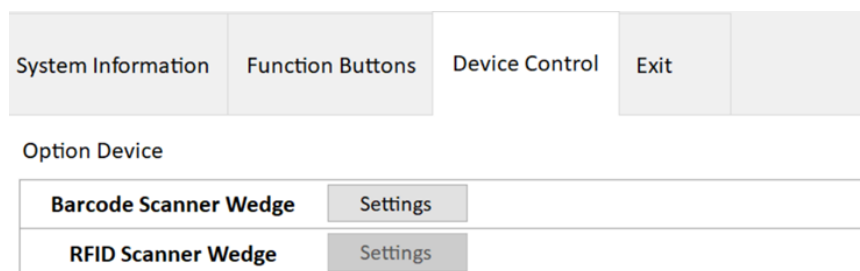 System Information Function Buttons Device Control Exit
Option Device
Barcode Scanner Wedge Settings
RFID Scanner Wedge Settings